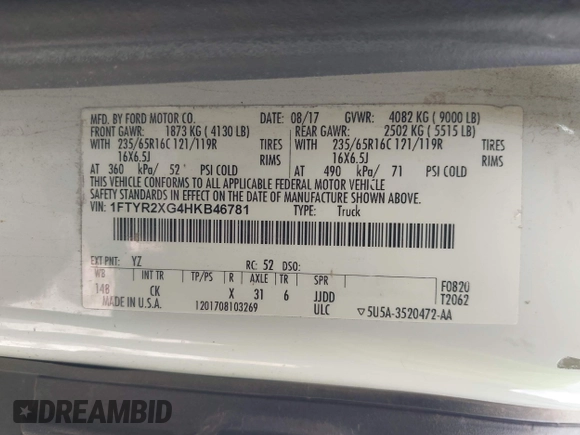 MFD. BY FORD MOTOR CO. DATE: 08/17 GVWR: 4082 KG ( 9000 LB)
FRONT GAWR: 1873 KG ( 4130 LB) REAR GAWR: 2502 KG ( 5515 LB)
WITH 235/65R16C 121/119R TIRES WITH 235/65R16C 121/119R TIRES
16X6.5J RIMS 16X6.5J RIMS
AT 360 kPa/ 52 PSI COLD AT 490 kPa/ 71 PSI COLD
THIS VEHICLE CONFORMS TO ALL APPLICABLE FEDERAL MOTOR VEHICLE
SAFETY STANDARDS IN EFFECT ON THE DATE OF MANUFACTURE SHOWN ABOVE.
VIN: 1FTYR2XG4HKB46781 TYPE: Truck
EXT PNT: YZ RC: 52 DSO:
WB INT TR TP/PS R AXLE TR SPR F0820
148 CK X 31 6 JJDD T2062
MADE IN U.S.A. 1201708103269 ULC ▽5U5A-3520472-AA
DREAMBID